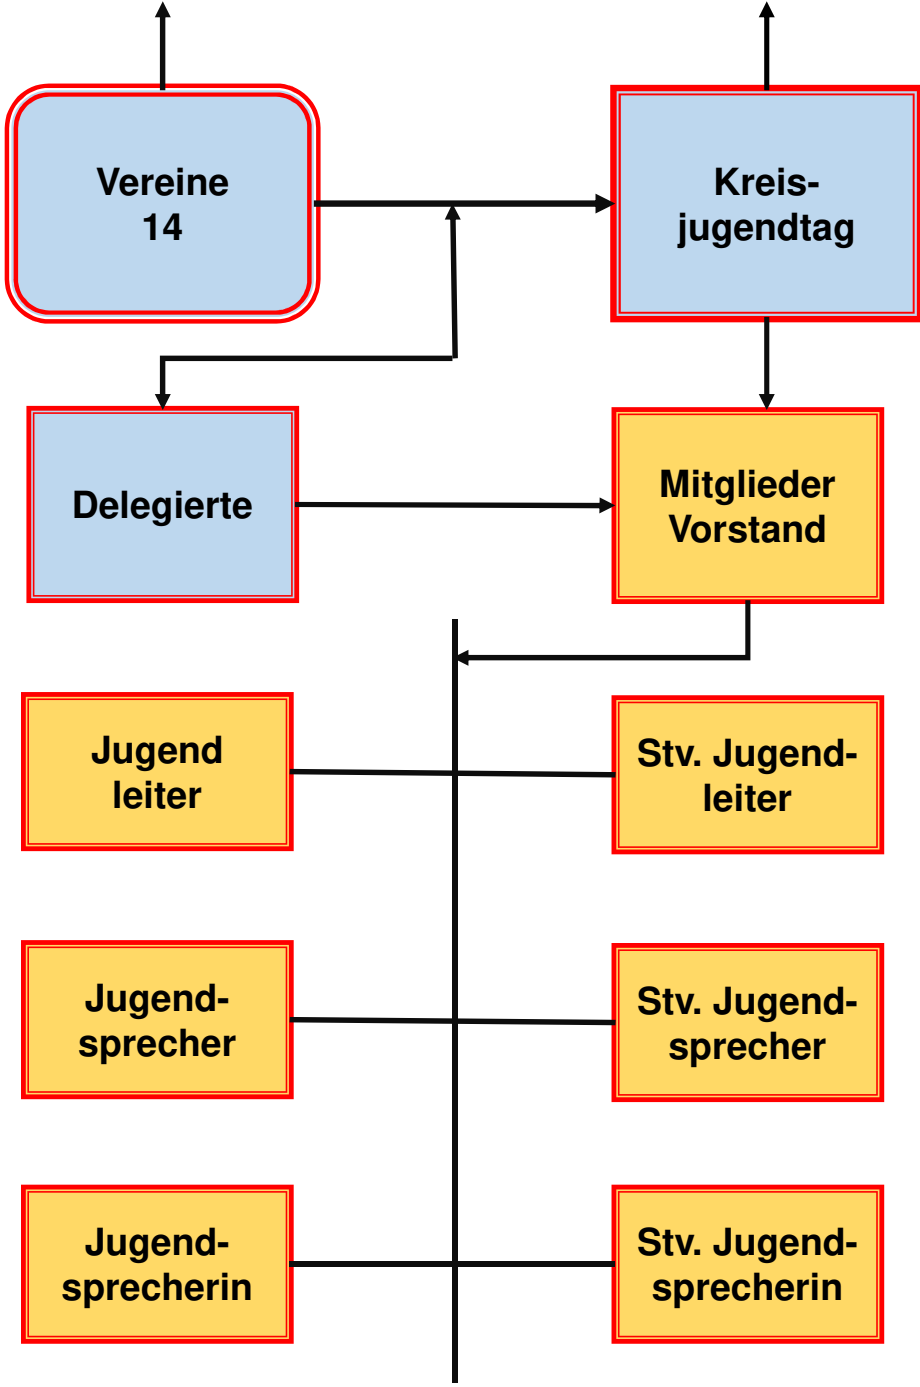 Vereine
14
Kreis-
jugendtag
Delegierte
Mitglieder
Vorstand
Jugend
leiter
Stv. Jugend-
leiter
Jugend-
sprecher
Stv. Jugend-
sprecher
Jugend-
sprecherin
Stv. Jugend-
sprecherin